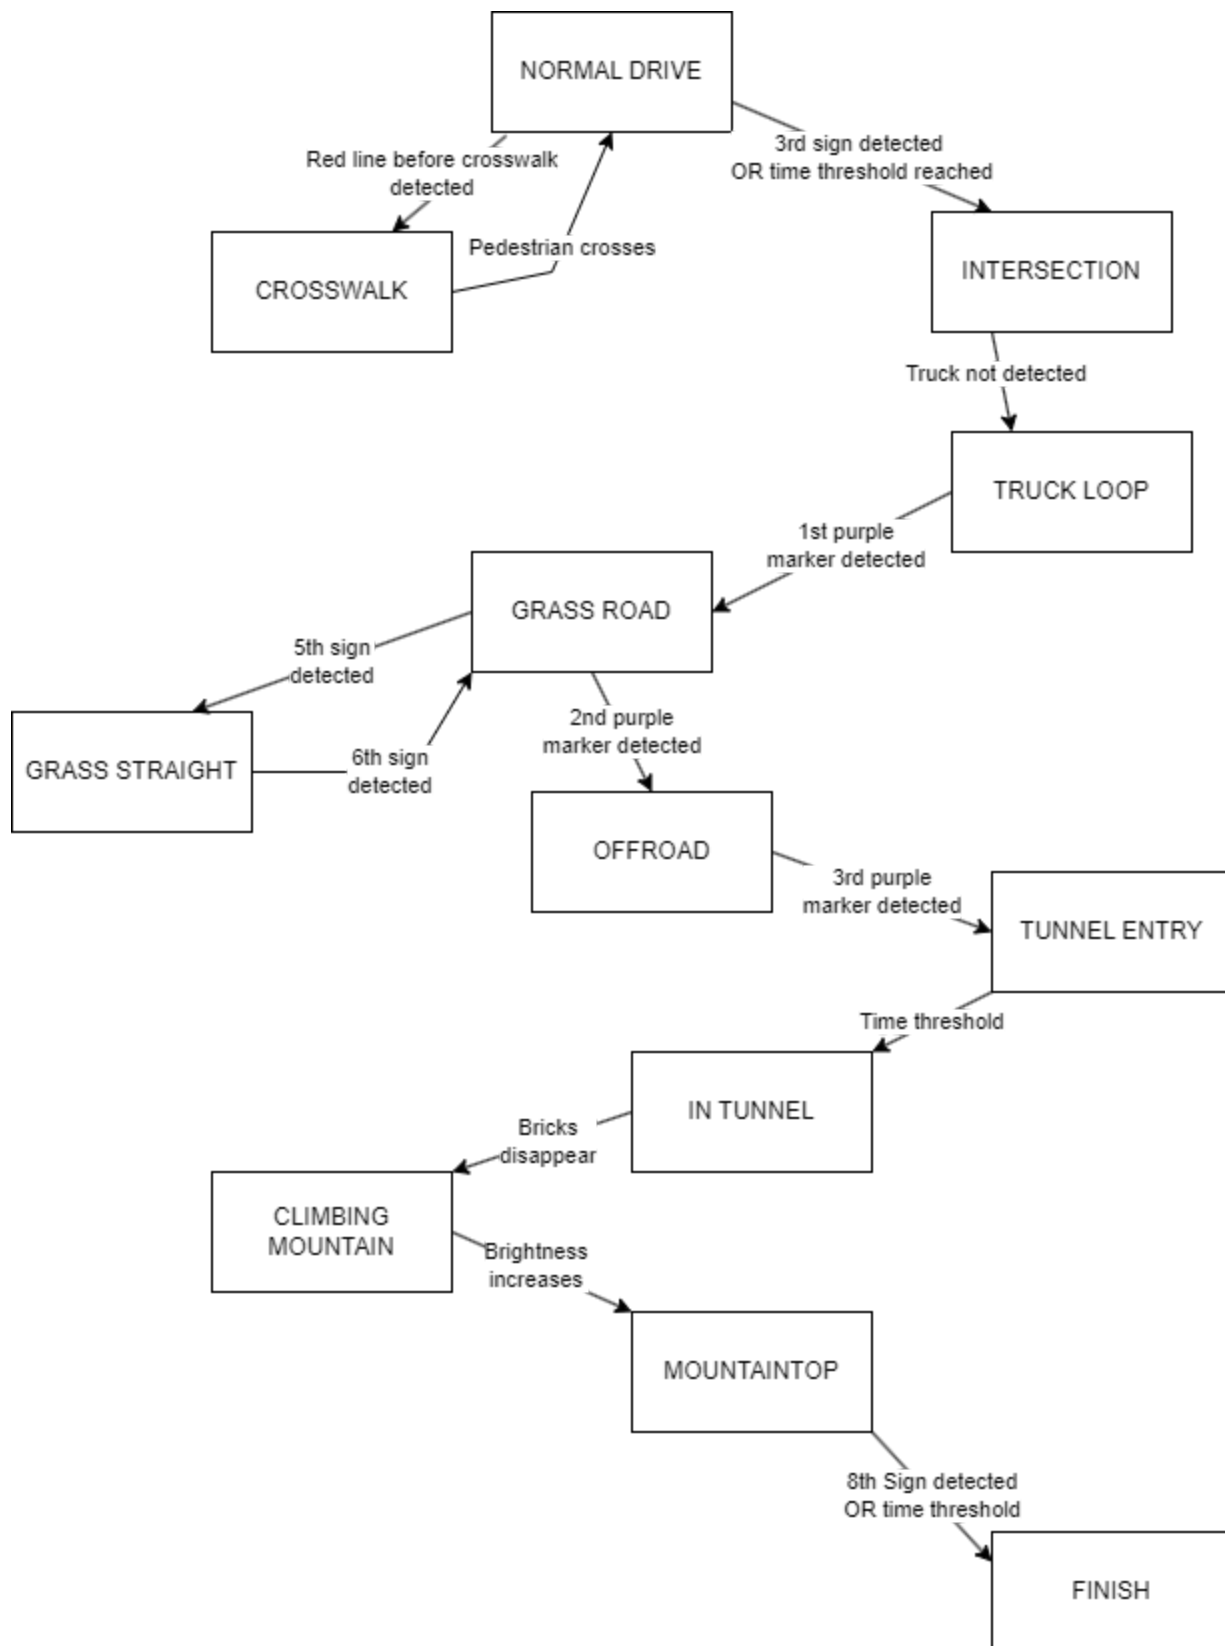 NORMAL DRIVE
3rd sign detected
OR time threshold reached
Red line before crosswalk
detected
Pedestrian crosses
CROSSWALK
INTERSECTION
Truck not detected
TRUCK LOOP
1st purple
marker detected
GRASS ROAD
5th sign
detected
6th sign
detected
GRASS STRAIGHT
2nd purple
marker detected
OFFROAD
3rd purple
marker detected
TUNNEL ENTRY
Time threshold
IN TUNNEL
Bricks
disappear
CLIMBING
MOUNTAIN
Brightness
increases
MOUNTAINTOP
8th Sign detected
OR time threshold
FINISH